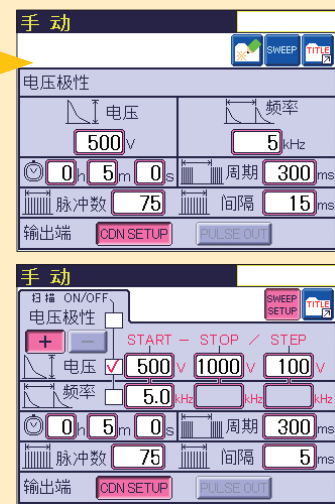 手 动
SWEEP TITLE
电压极性
电压 频率
500 V 5 kHz
0 h 5 m 0 s 周期 300 ms
脉冲数 75 间隔 15 ms
输出端 CDN SETUP PULSE OUT
手 动
扫描 ON/OFF SWEEP SETUP TITLE
电压极性
+ - START - STOP / STEP
电压 500 V 1000 V 100 V
频率 5.0 kHz kHz kHz
0 h 5 m 0 s 周期 300 ms
脉冲数 75 间隔 5 ms
输出端 CDN SETUP PULSE OUT